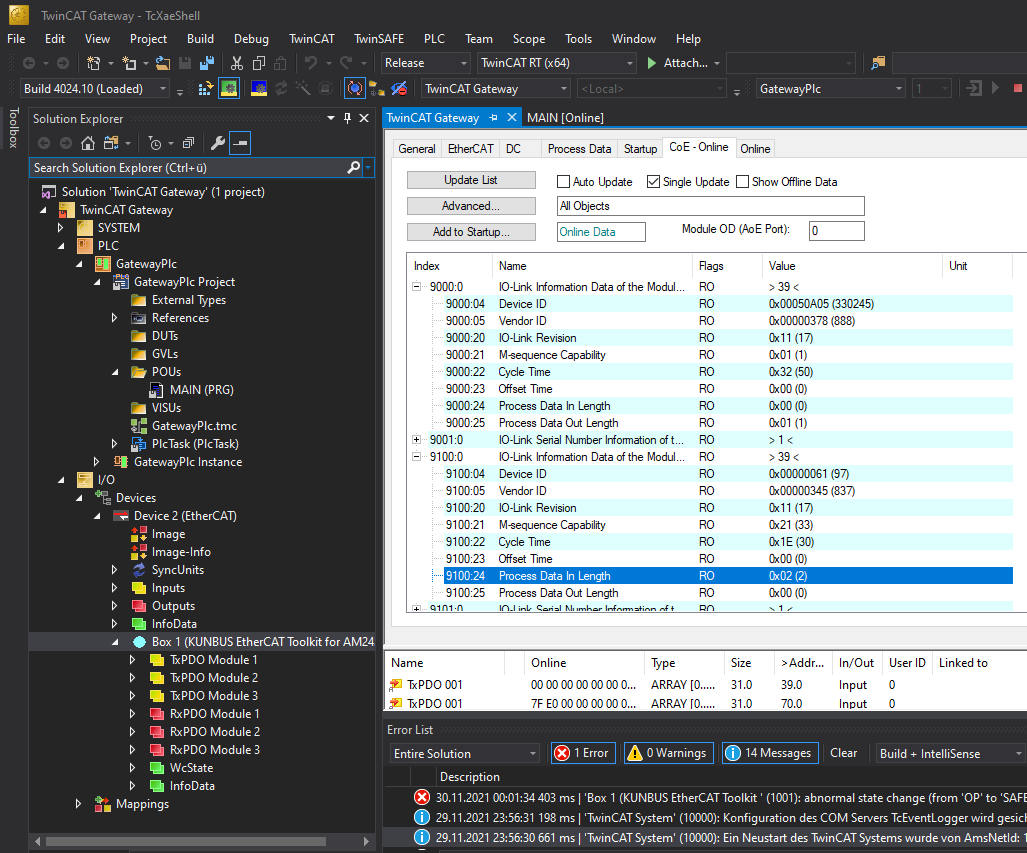 TwinCAT Gateway - TcXaeShell
File Edit View Project Build Debug TwinCAT TwinSAFE PLC Team Scope Tools Window Help
Release TwinCAT RT (x64) Attach...
Build 4024.10 (Loaded) TwinCAT Gateway <Local> GatewayPlc 1
Toolbox
Solution Explorer
Search Solution Explorer (Ctrl+ü)
Solution 'TwinCAT Gateway' (1 project)
TwinCAT Gateway
SYSTEM
PLC
GatewayPlc
GatewayPlc Project
External Types
References
DUTs
GVLs
POUs
MAIN (PRG)
VISUs
GatewayPlc.tmc
PlcTask (PlcTask)
GatewayPlc Instance
I/O
Devices
Device 2 (EtherCAT)
Image
Image-Info
SyncUnits
Inputs
Outputs
InfoData
Box 1 (KUNBUS EtherCAT Toolkit for AM24
TxPDO Module 1
TxPDO Module 2
TxPDO Module 3
RxPDO Module 1
RxPDO Module 2
RxPDO Module 3
WcState
InfoData
Mappings
TwinCAT Gateway MAIN [Online]
General EtherCAT DC Process Data Startup CoE - Online Online
Update List Auto Update Single Update Show Offline Data
Advanced... All Objects
Add to Startup... Online Data Module OD (AoE Port): 0
Index Name Flags Value Unit
9000:0 IO-Link Information Data of the Modul... RO > 39 <
9000:04 Device ID RO 0x00050A05 (330245)
9000:05 Vendor ID RO 0x00000378 (888)
9000:20 IO-Link Revision RO 0x11 (17)
9000:21 M-sequence Capability RO 0x01 (1)
9000:22 Cycle Time RO 0x32 (50)
9000:23 Offset Time RO 0x00 (0)
9000:24 Process Data In Length RO 0x00 (0)
9000:25 Process Data Out Length RO 0x01 (1)
9001:0 IO-Link Serial Number Information of t... RO > 1 <
9100:0 IO-Link Information Data of the Modul... RO > 39 <
9100:04 Device ID RO 0x00000061 (97)
9100:05 Vendor ID RO 0x00000345 (837)
9100:20 IO-Link Revision RO 0x11 (17)
9100:21 M-sequence Capability RO 0x21 (33)
9100:22 Cycle Time RO 0x1E (30)
9100:23 Offset Time RO 0x00 (0)
9100:24 Process Data In Length RO 0x02 (2)
9100:25 Process Data Out Length RO 0x00 (0)
9101:0 IO-Link Serial Number Information of t... RO > 1 <
Name Online Type Size >Addr... In/Out User ID Linked to
TxPDO 001 00 00 00 00 00 00 0... ARRAY [0..... 31.0 39.0 Input 0
TxPDO 001 7F E0 00 00 00 00 0... ARRAY [0..... 31.0 70.0 Input 0
Error List
Entire Solution 1 Error 0 Warnings 14 Messages Clear Build + IntelliSense
Description
30.11.2021 00:01:34 403 ms | 'Box 1 (KUNBUS EtherCAT Toolkit ' (1001): abnormal state change (from 'OP' to 'SAFE
29.11.2021 23:56:31 198 ms | 'TwinCAT System' (10000): Konfiguration des COM Servers TcEventLogger wird gesich
29.11.2021 23:56:30 661 ms | 'TwinCAT System' (10000): Ein Neustart des TwinCAT Systems wurde von AmsNetId: 1